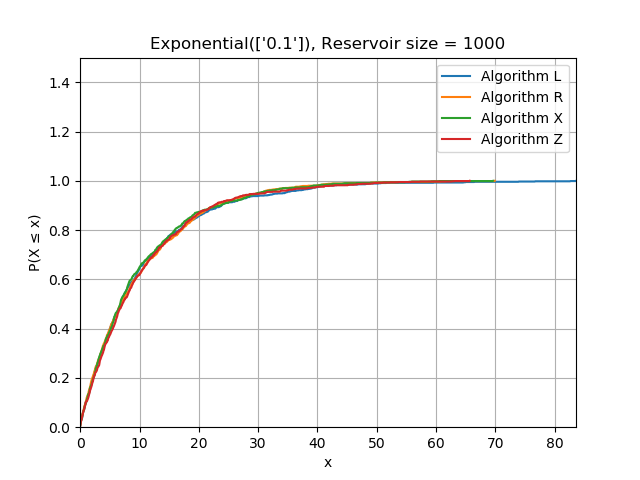 Exponential(['0.1']), Reservoir size = 1000
Algorithm L
Algorithm R
Algorithm X
Algorithm Z
P(X ≤ x)
1.4
1.2
1.0
0.8
0.6
0.4
0.2
0.0
0 10 20 30 40 50 60 70 80
x